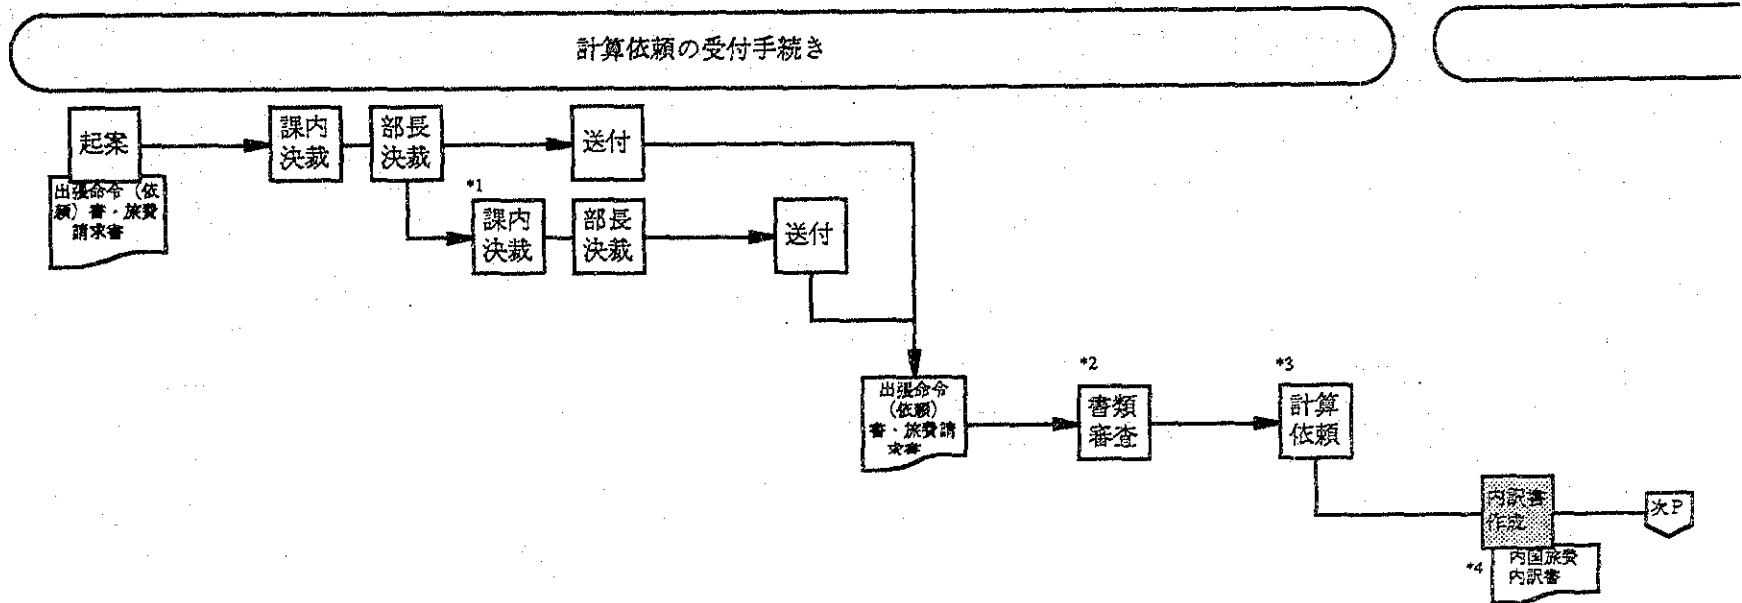 計算依頼の受付手続き
起案
出張命令（依
頼）書・旅費
請求書
課内
決裁
部長
決裁
送付
*1
課内
決裁
部長
決裁
送付
出張命令
（依頼）
書・旅費請
求書
*2
書類
審査
*3
計算
依頼
内訳書
作成
*4
内国旅費
内訳書
次P